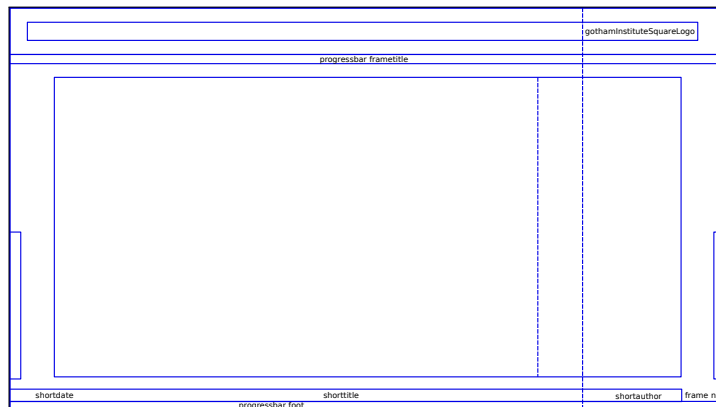 gothamInstituteSquareLogo
progressbar frametitle
shortdate shorttitle shortauthor frame n
progressbar foot